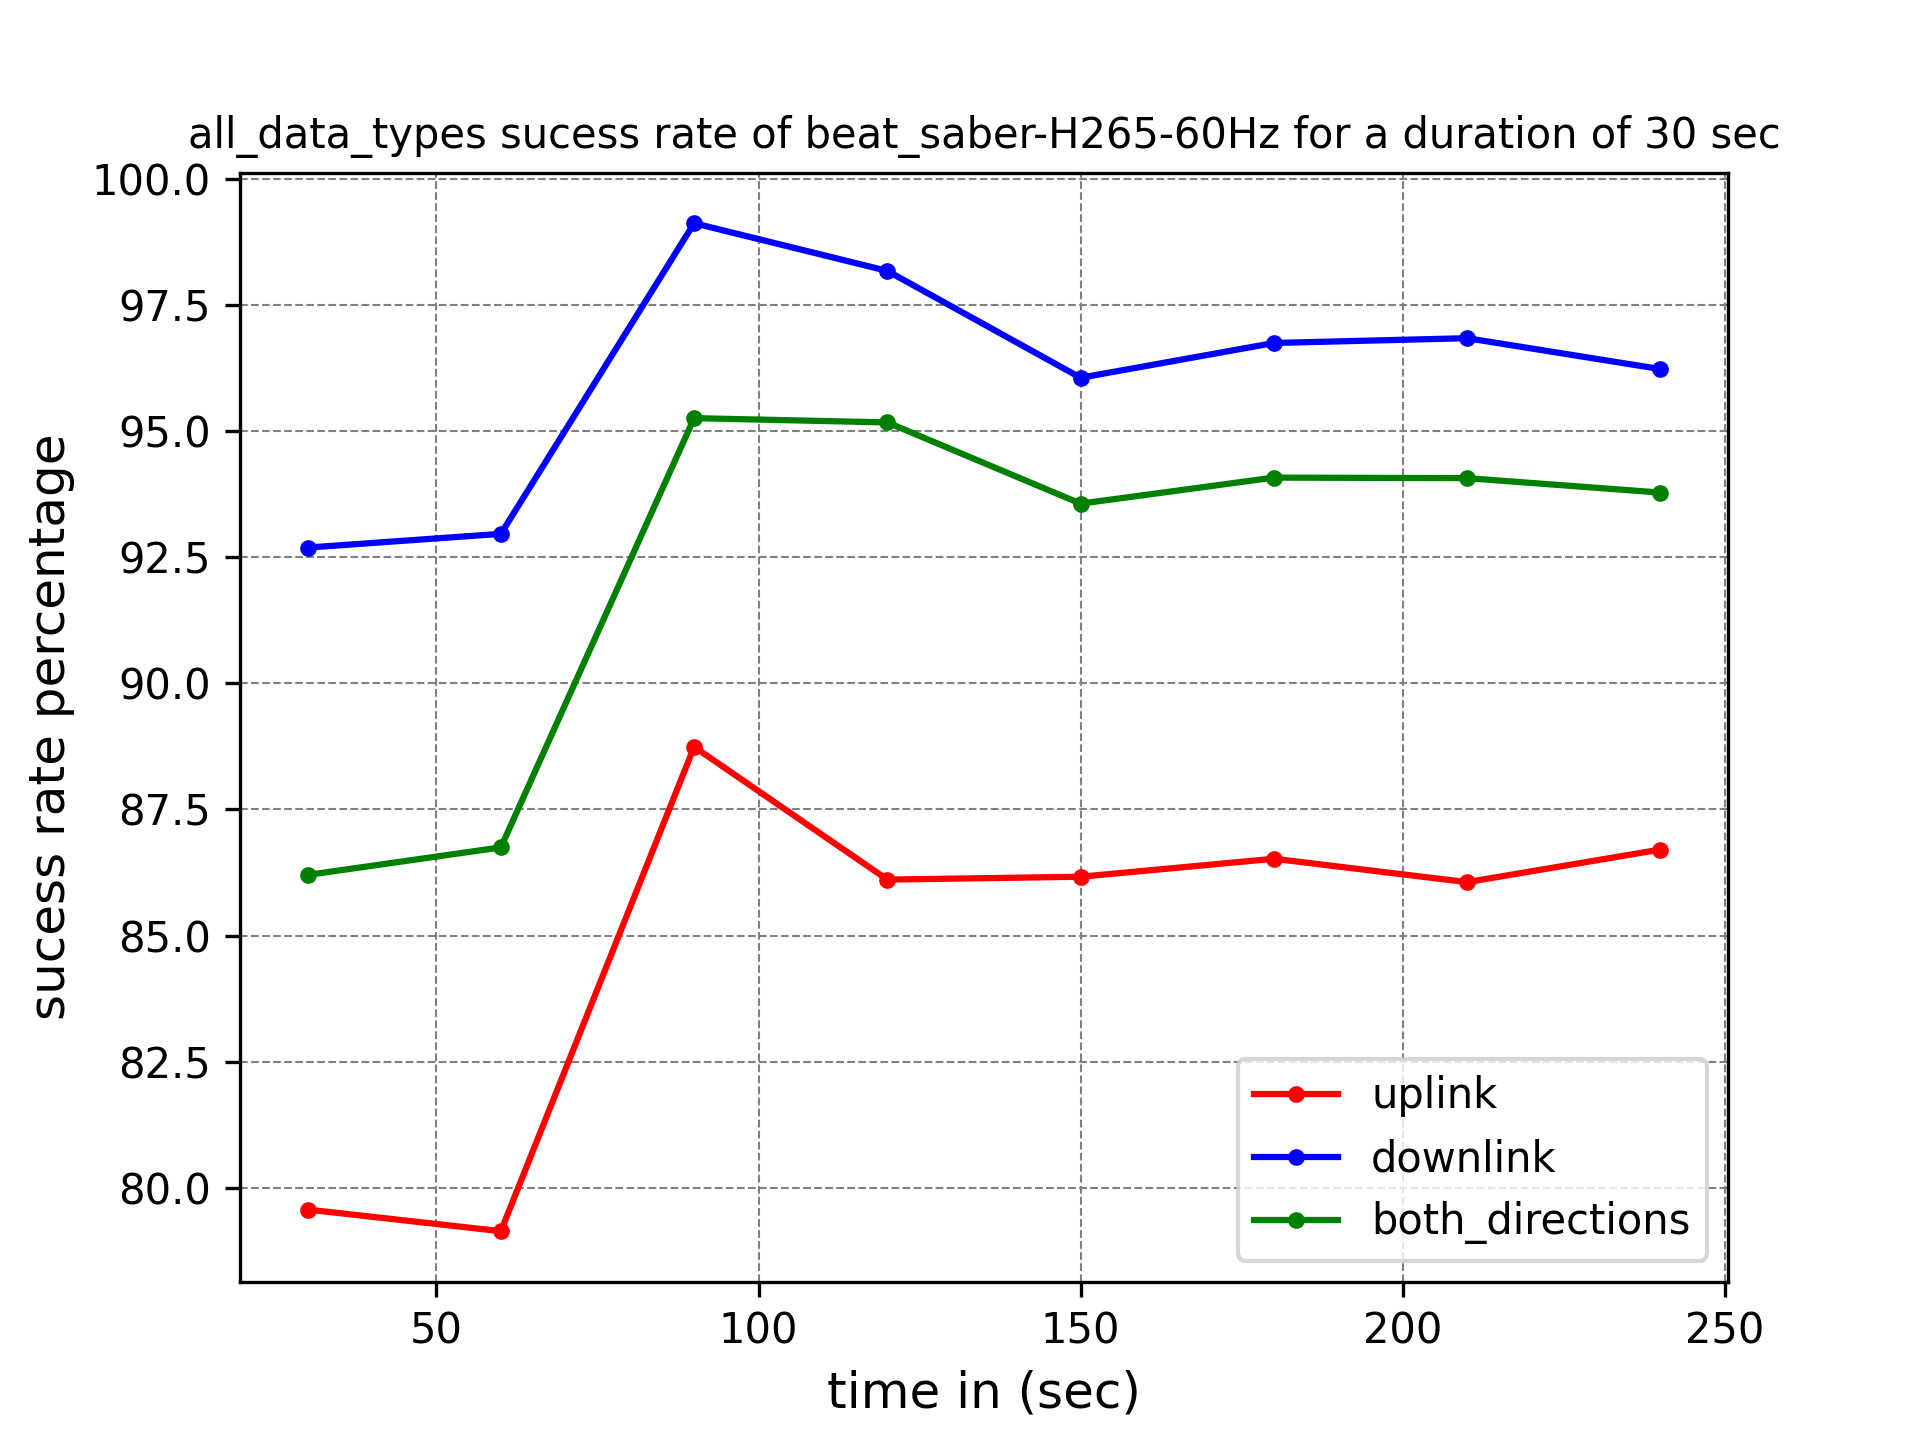 all_data_types sucess rate of beat_saber-H265-60Hz for a duration of 30 sec
100.0
97.5
95.0
92.5
90.0
87.5
85.0
82.5
80.0
sucess rate percentage
50 100 150 200 250
time in (sec)
uplink
downlink
both_directions